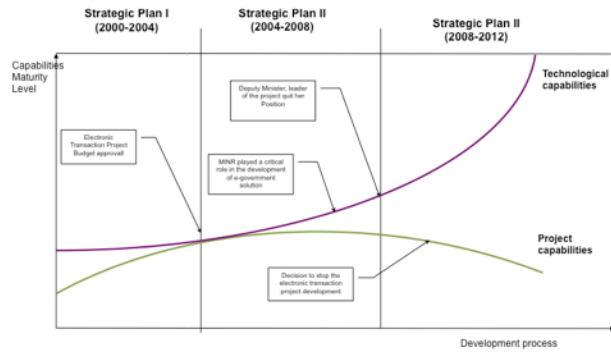 Strategic Plan I
(2000-2004)
Strategic Plan II
(2004-2008)
Strategic Plan II
(2008-2012)
Capabilities
Maturity
Level
Technological
capabilities
Deputy Minister, leader
of the project quit her
Position
Electronic
Transaction Project
Budget approvall
MINR played a critical
role in the development
of e-government
solution
Project
capabilities
Decision to stop the
electronic transaction
project development
Development process